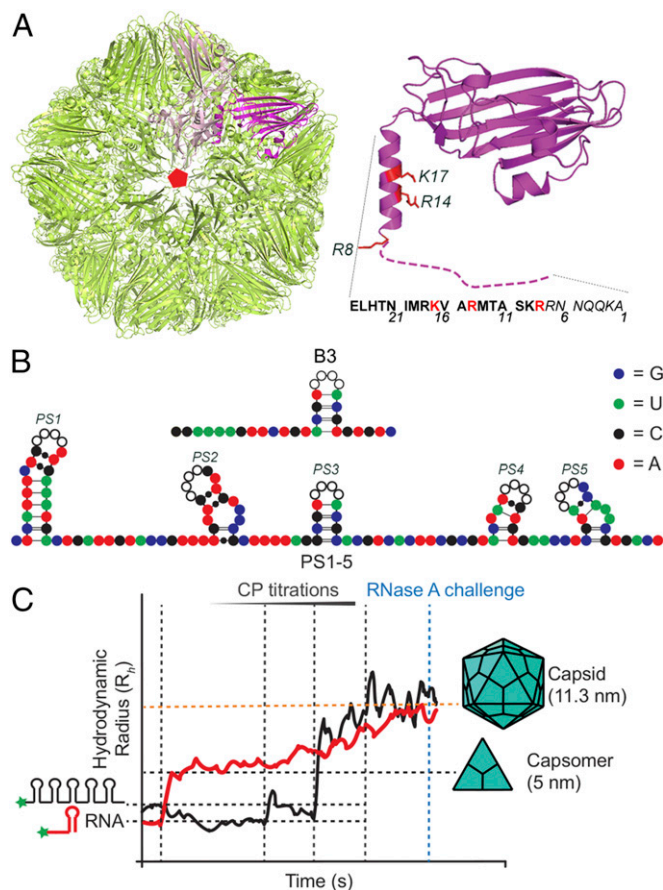 A
K17
R14
R8
ELHTN IMRKV ARMTA SKRRN NQQKA
21 16 11 6 1
B
B3
= G
= U
= C
= A
PS1
PS2
PS3
PS4
PS5
PS1-5
C
CP titrations
RNase A challenge
Hydrodynamic
Radius (Rh)
Capsid
(11.3 nm)
Capsomer
(5 nm)
RNA
Time (s)